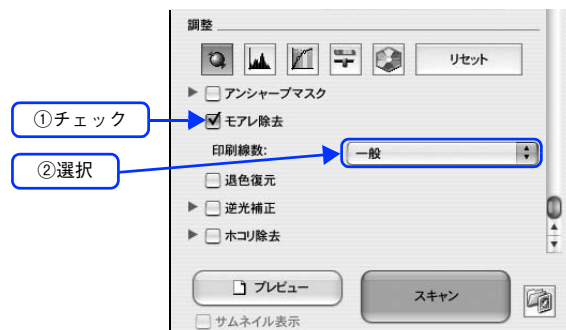 調整
リセット
アンシャープマスク
①チェック
モアレ除去
印刷線数:
一般
②選択
退色復元
逆光補正
ホコリ除去
プレビュー
スキャン
サムネイル表示